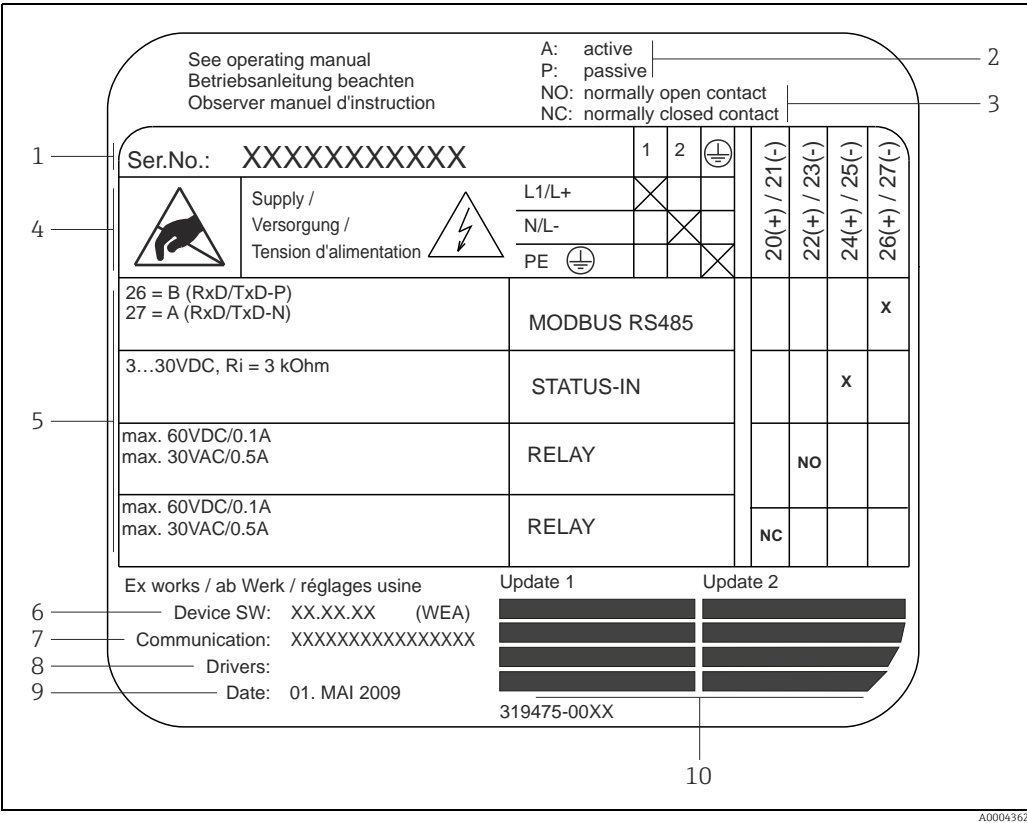 See operating manual
Betriebsanleitung beachten
Observer manuel d'instruction
A: active
P: passive
2
NO: normally open contact
NC: normally closed contact
3
1
Ser.No.: XXXXXXXXXXX
1 2
20(+) / 21(-)
22(+) / 23(-)
24(+) / 25(-)
26(+) / 27(-)
4
Supply /
Versorgung /
Tension d'alimentation
L1/L+
N/L-
PE
5
26 = B (RxD/TxD-P)
27 = A (RxD/TxD-N)
MODBUS RS485
X
3...30VDC, Ri = 3 kOhm
STATUS-IN
X
max. 60VDC/0.1A
max. 30VAC/0.5A
RELAY
NO
max. 60VDC/0.1A
max. 30VAC/0.5A
RELAY
NC
Ex works / ab Werk / réglages usine
Update 1
Update 2
6
Device SW: XX.XX.XX (WEA)
7
Communication: XXXXXXXXXXXXXXXX
8
Drivers:
9
Date: 01. MAI 2009
319475-00XX
10
A0004362